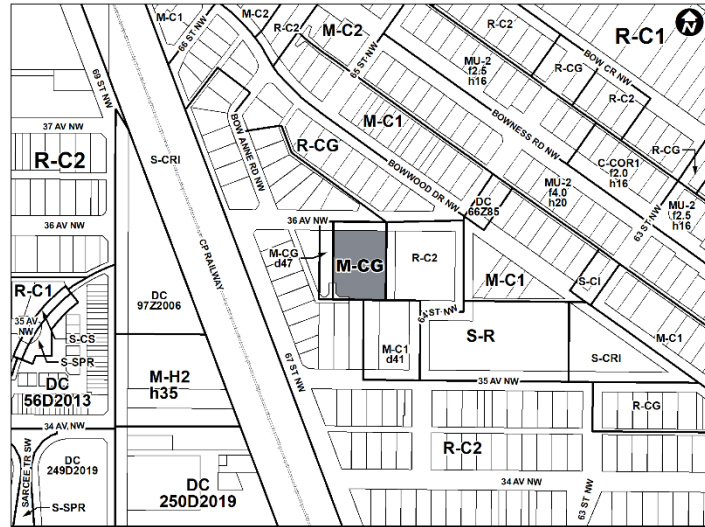 M-C1
M-C2
R-C2
M-C2
R-C2
R-C1
N
66 ST NW
65 ST NW
MU-2
f2.5
h16
R-CG
R-C2
BOW CR NW
69 ST NW
BOW ANNE RD NW
BOWNESS RD NW
37 AV NW
S-CRI
R-CG
M-C1
C-COR1
f2.0
h16
R-CG
R-C2
BOWWOOD DR NW
MU-2
f4.0
h20
MU-2
f2.5
h16
DC
66Z85
63 ST NW
36 AV NW
36 AV NW
CP RAILWAY
M-CG
d47
M-CG
R-C2
M-C1
S-CI
R-C1
DC
97Z2006
35 AV
NW
S-CS
S-SPR
64 ST NW
S-R
M-C1
M-C1
d41
S-CRI
DC
56D2013
M-H2
h35
67 ST NW
35 AV NW
R-CG
34 AV NW
R-C2
DC
249D2019
SARCEE TR SW
S-SPR
DC
250D2019
34 AV NW
63 ST NW